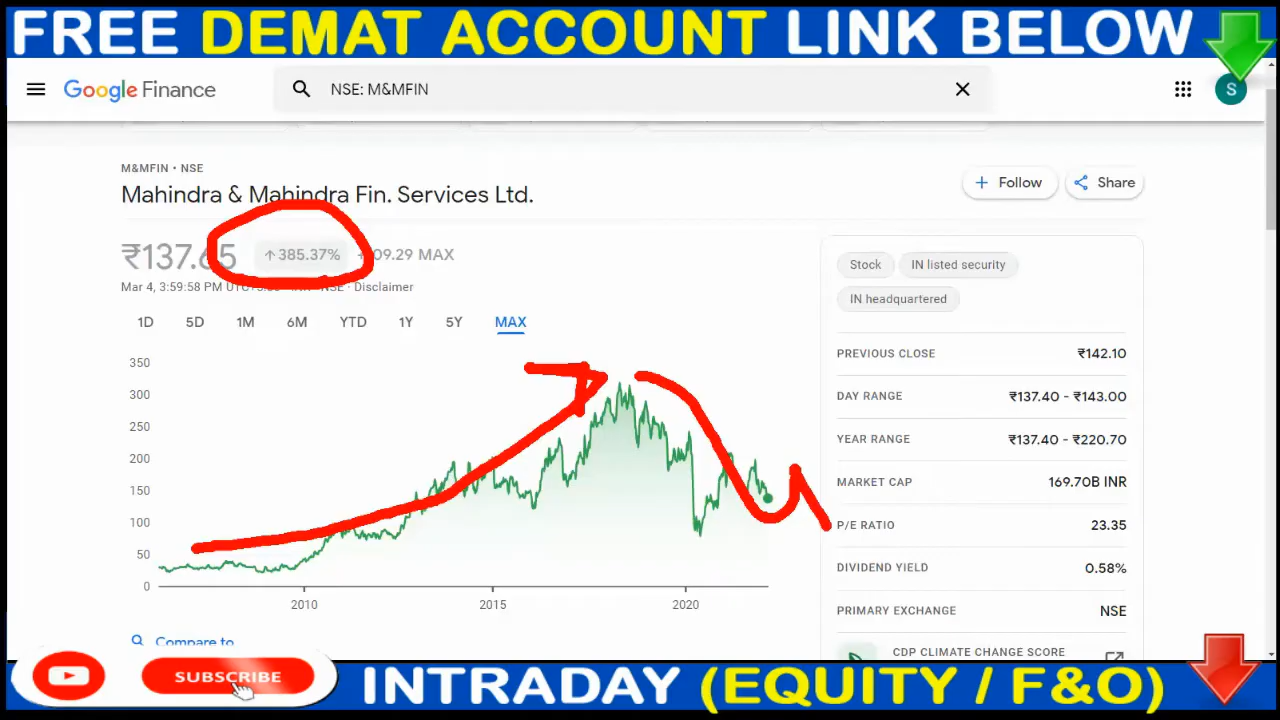 FREE DEMAT ACCOUNT LINK BELOW
Google Finance
NSE: M&MFIN
S
M&MFIN • NSE
Mahindra & Mahindra Fin. Services Ltd.
Follow
Share
₹137.65
↑ 385.37%
09.29 MAX
Mar 4, 3:59:58 PM
NSE · Disclaimer
1D 5D 1M 6M YTD 1Y 5Y MAX
350
300
250
200
150
100
50
0
2010 2015 2020
Compare to
Stock
IN listed security
IN headquartered
PREVIOUS CLOSE ₹142.10
DAY RANGE ₹137.40 - ₹143.00
YEAR RANGE ₹137.40 - ₹220.70
MARKET CAP 169.70B INR
P/E RATIO 23.35
DIVIDEND YIELD 0.58%
PRIMARY EXCHANGE NSE
CDP CLIMATE CHANGE SCORE
SUBSCRIBE
INTRADAY (EQUITY / F&O)